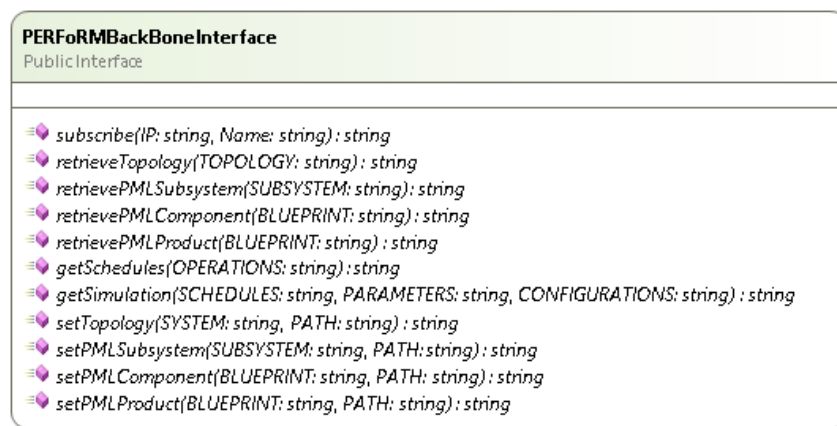 PERFoRMBackBoneInterface
PublicInterface
subscribe(IP: string, Name: string) : string
retrieveTopology(TOPOLOGY: string) : string
retrievePMLSubsystem(SUBSYSTEM: string): string
retrievePMLComponent(BLUEPRINT: string) : string
retrievePMLProduct(BLUEPRINT: string) : string
getSchedules(OPERATIONS: string) : string
getSimulation(SCHEDULES: string, PARAMETERS: string, CONFIGURATIONS: string) : string
setTopology(SYSTEM: string, PATH: string) : string
setPMLSubsystem(SUBSYSTEM: string, PATH: string) : string
setPMLComponent(BLUEPRINT: string, PATH: string) : string
setPMLProduct(BLUEPRINT: string, PATH: string) : string